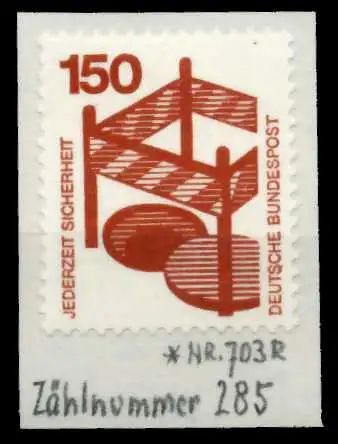 150
JEDERZEIT SICHERHEIT
DEUTSCHE BUNDESPOST
*NR.703R
Zählnummer 285